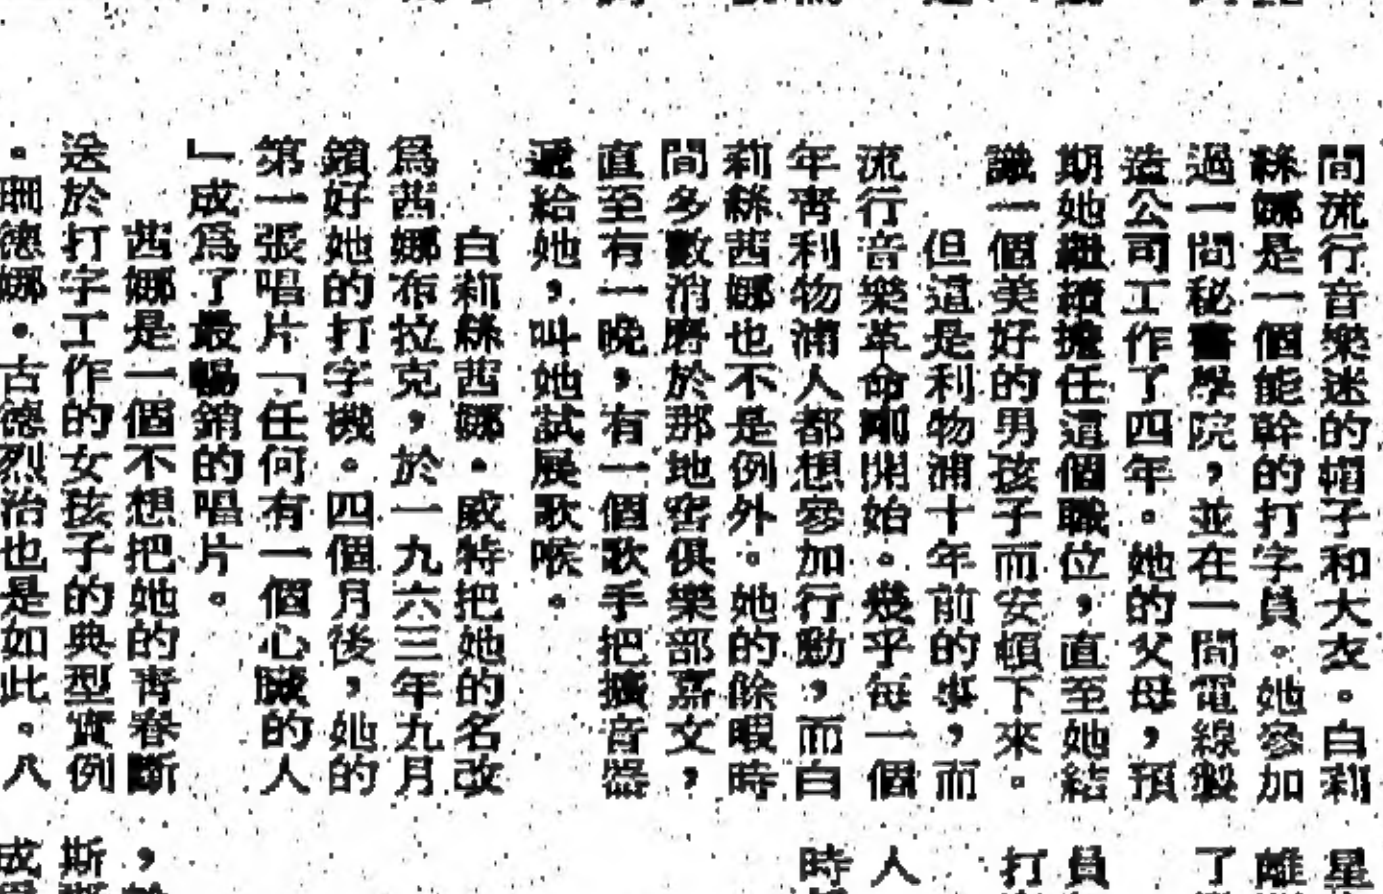 間流行音樂迷的帽子和大衣。白莉
絲娜是一個能幹的打字員。她參加
過一間秘書學院，並在一間電線製
造公司工作了四年。她的父母，預
期她繼續擔任這個職位，直至她結
識一個美好的男孩子而安頓下來。
但這是利物浦十年前的事，而
流行音樂革命剛開始。幾乎每一個
年青利物浦人都想參加行動，而白
莉絲茜娜也不是例外。她的餘暇時
間多數消磨於那地窖俱樂部嘉文，
直至有一晚，有一個歌手把擴音器
遞給她，叫她試展歌喉。
白莉絲茜娜・威特把她的名改
爲茜娜布拉克，於一九六三年九月
鎖好她的打字機。四個月後，她的
第一張唱片「任何有一個心臟的人
」成爲了最暢銷的唱片。
茜娜是一個不想把她的青春斷
送於打字工作的女孩子的典型實例
。珊德娜・古德烈治也是如此。八
星
離
了
員
打
人
時
，
斯
成